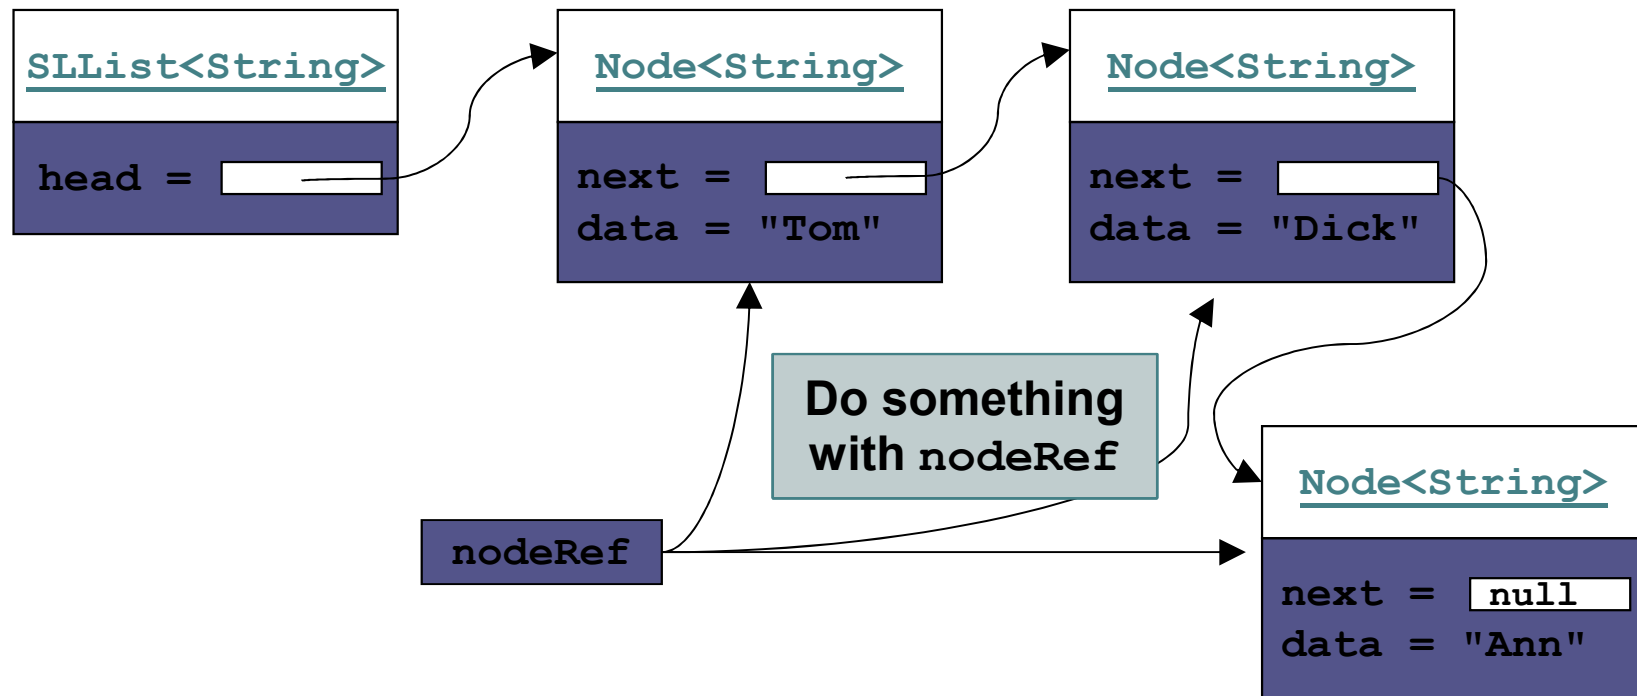 SLList<String>
head =
Node<String>
next =
data = "Tom"
Node<String>
next =
data = "Dick"
Do something
with nodeRef
nodeRef
Node<String>
next = null
data = "Ann"